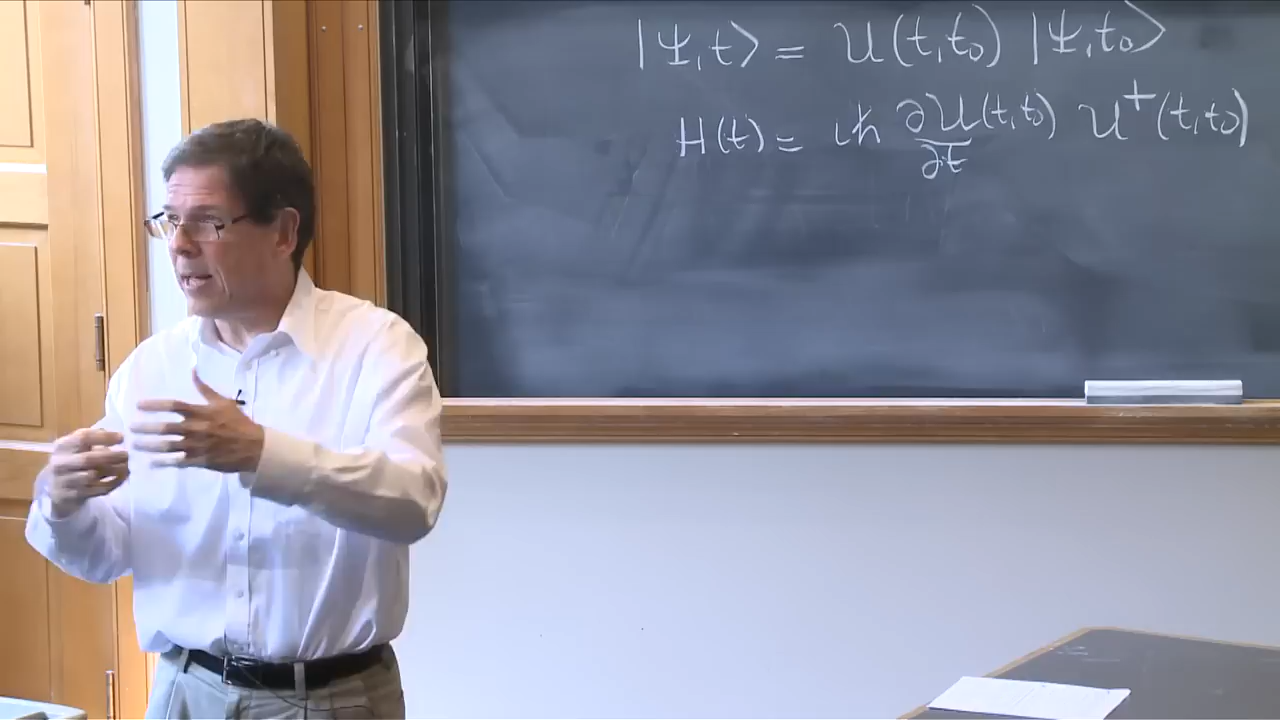 |Ψ,t⟩ = U(t,t₀) |Ψ,t₀⟩
H(t) = iħ ∂U(t,t₀)/∂t U†(t,t₀)